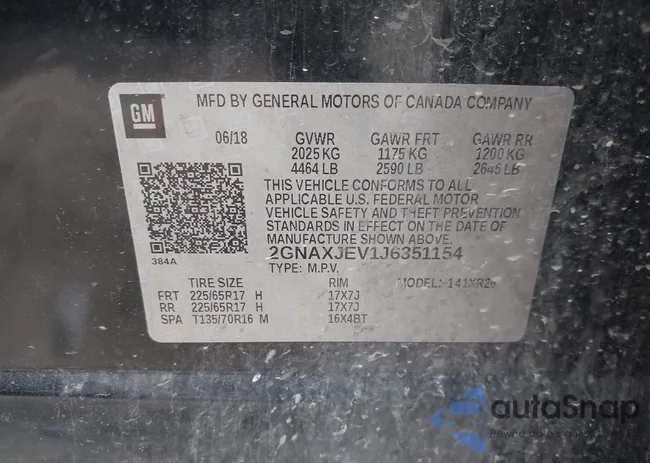 GM
MFD BY GENERAL MOTORS OF CANADA COMPANY
06/18 GVWR GAWR FRT GAWR RR
2025 KG 1175 KG 1200 KG
4464 LB 2590 LB 2645 LB
THIS VEHICLE CONFORMS TO ALL
APPLICABLE U.S. FEDERAL MOTOR
VEHICLE SAFETY AND THEFT PREVENTION
STANDARDS IN EFFECT ON THE DATE OF
MANUFACTURE SHOWN ABOVE.
384A 2GNAXJEV1J6351154
TYPE: M.P.V.
TIRE SIZE RIM MODEL: 141XR26
FRT 225/65R17 H 17X7J
RR 225/65R17 H 17X7J
SPA T135/70R16 M 16X4BT
autoSnap
Pewne auto z aukcji